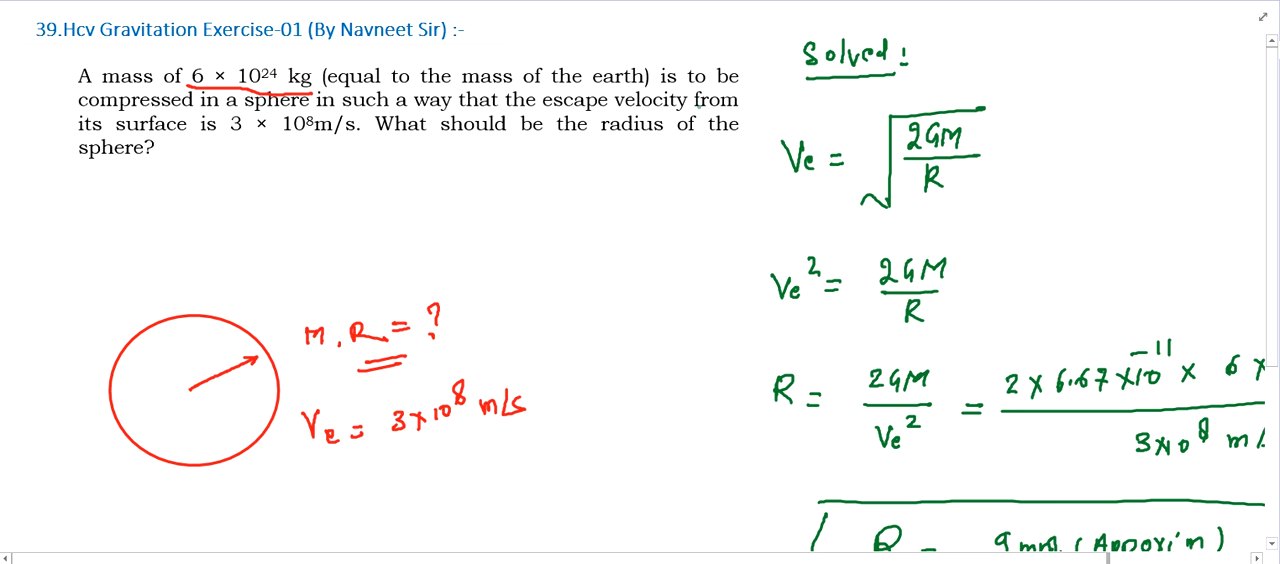 39.Hcv Gravitation Exercise-01 (By Navneet Sir) :-
A mass of 6 × 10²⁴ kg (equal to the mass of the earth) is to be
compressed in a sphere in such a way that the escape velocity from
its surface is 3 × 10⁸m/s. What should be the radius of the
sphere?
M, R = ?
Ve = 3×10⁸ m/s
Solved :
Ve = √(2GM/R)
Ve² = 2GM/R
R = 2GM/Ve² = 2 × 6.67 ×10⁻¹¹ × 6 × / 3×10⁸ m/
R = 9 mm (Approxi'n)